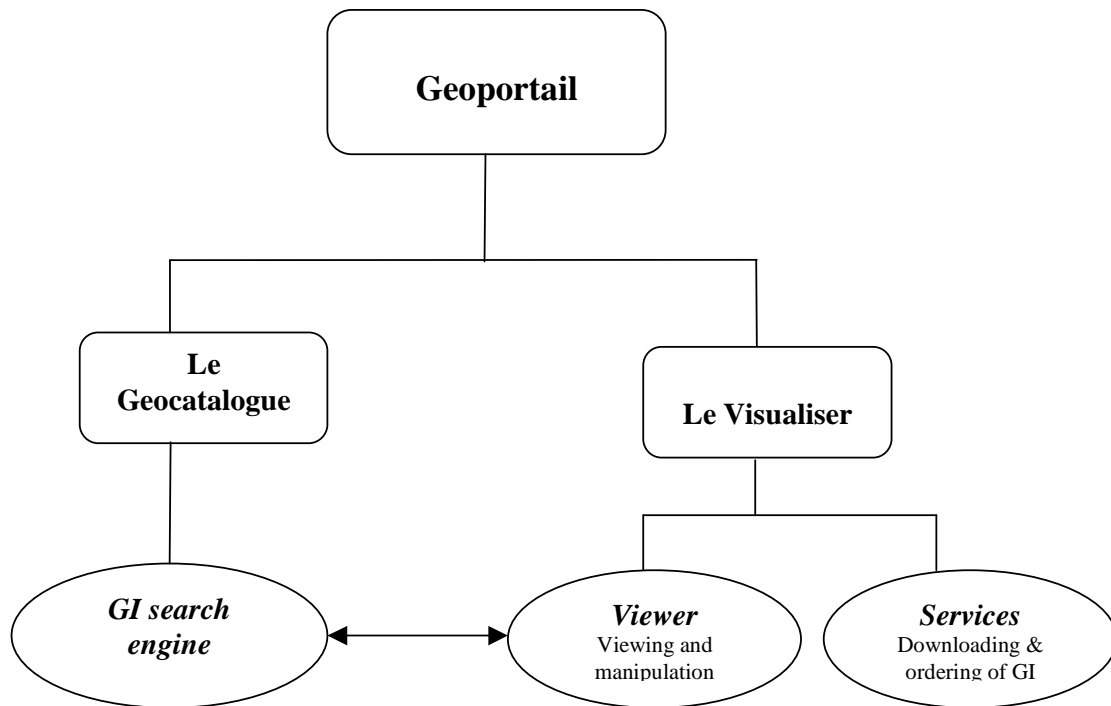 Geoportail
Le
Geocatalogue
Le Visualiser
GI search
engine
Viewer
Viewing and
manipulation
Services
Downloading &
ordering of GI